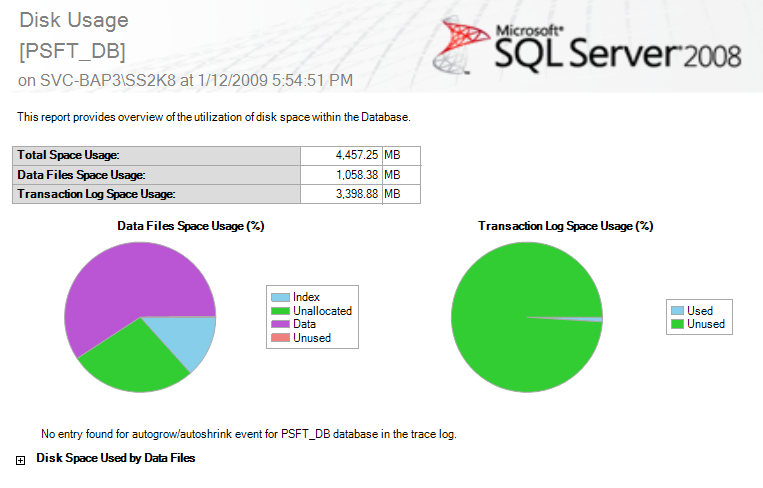 Disk Usage
[PSFT_DB]
on SVC-BAP3\SS2K8 at 1/12/2009 5:54:51 PM
Microsoft®
SQL Server®2008
This report provides overview of the utilization of disk space within the Database.
Total Space Usage: 4,457.25 MB
Data Files Space Usage: 1,058.38 MB
Transaction Log Space Usage: 3,398.88 MB
Data Files Space Usage (%)
Index
Unallocated
Data
Unused
Transaction Log Space Usage (%)
Used
Unused
No entry found for autogrow/autoshrink event for PSFT_DB database in the trace log.
Disk Space Used by Data Files